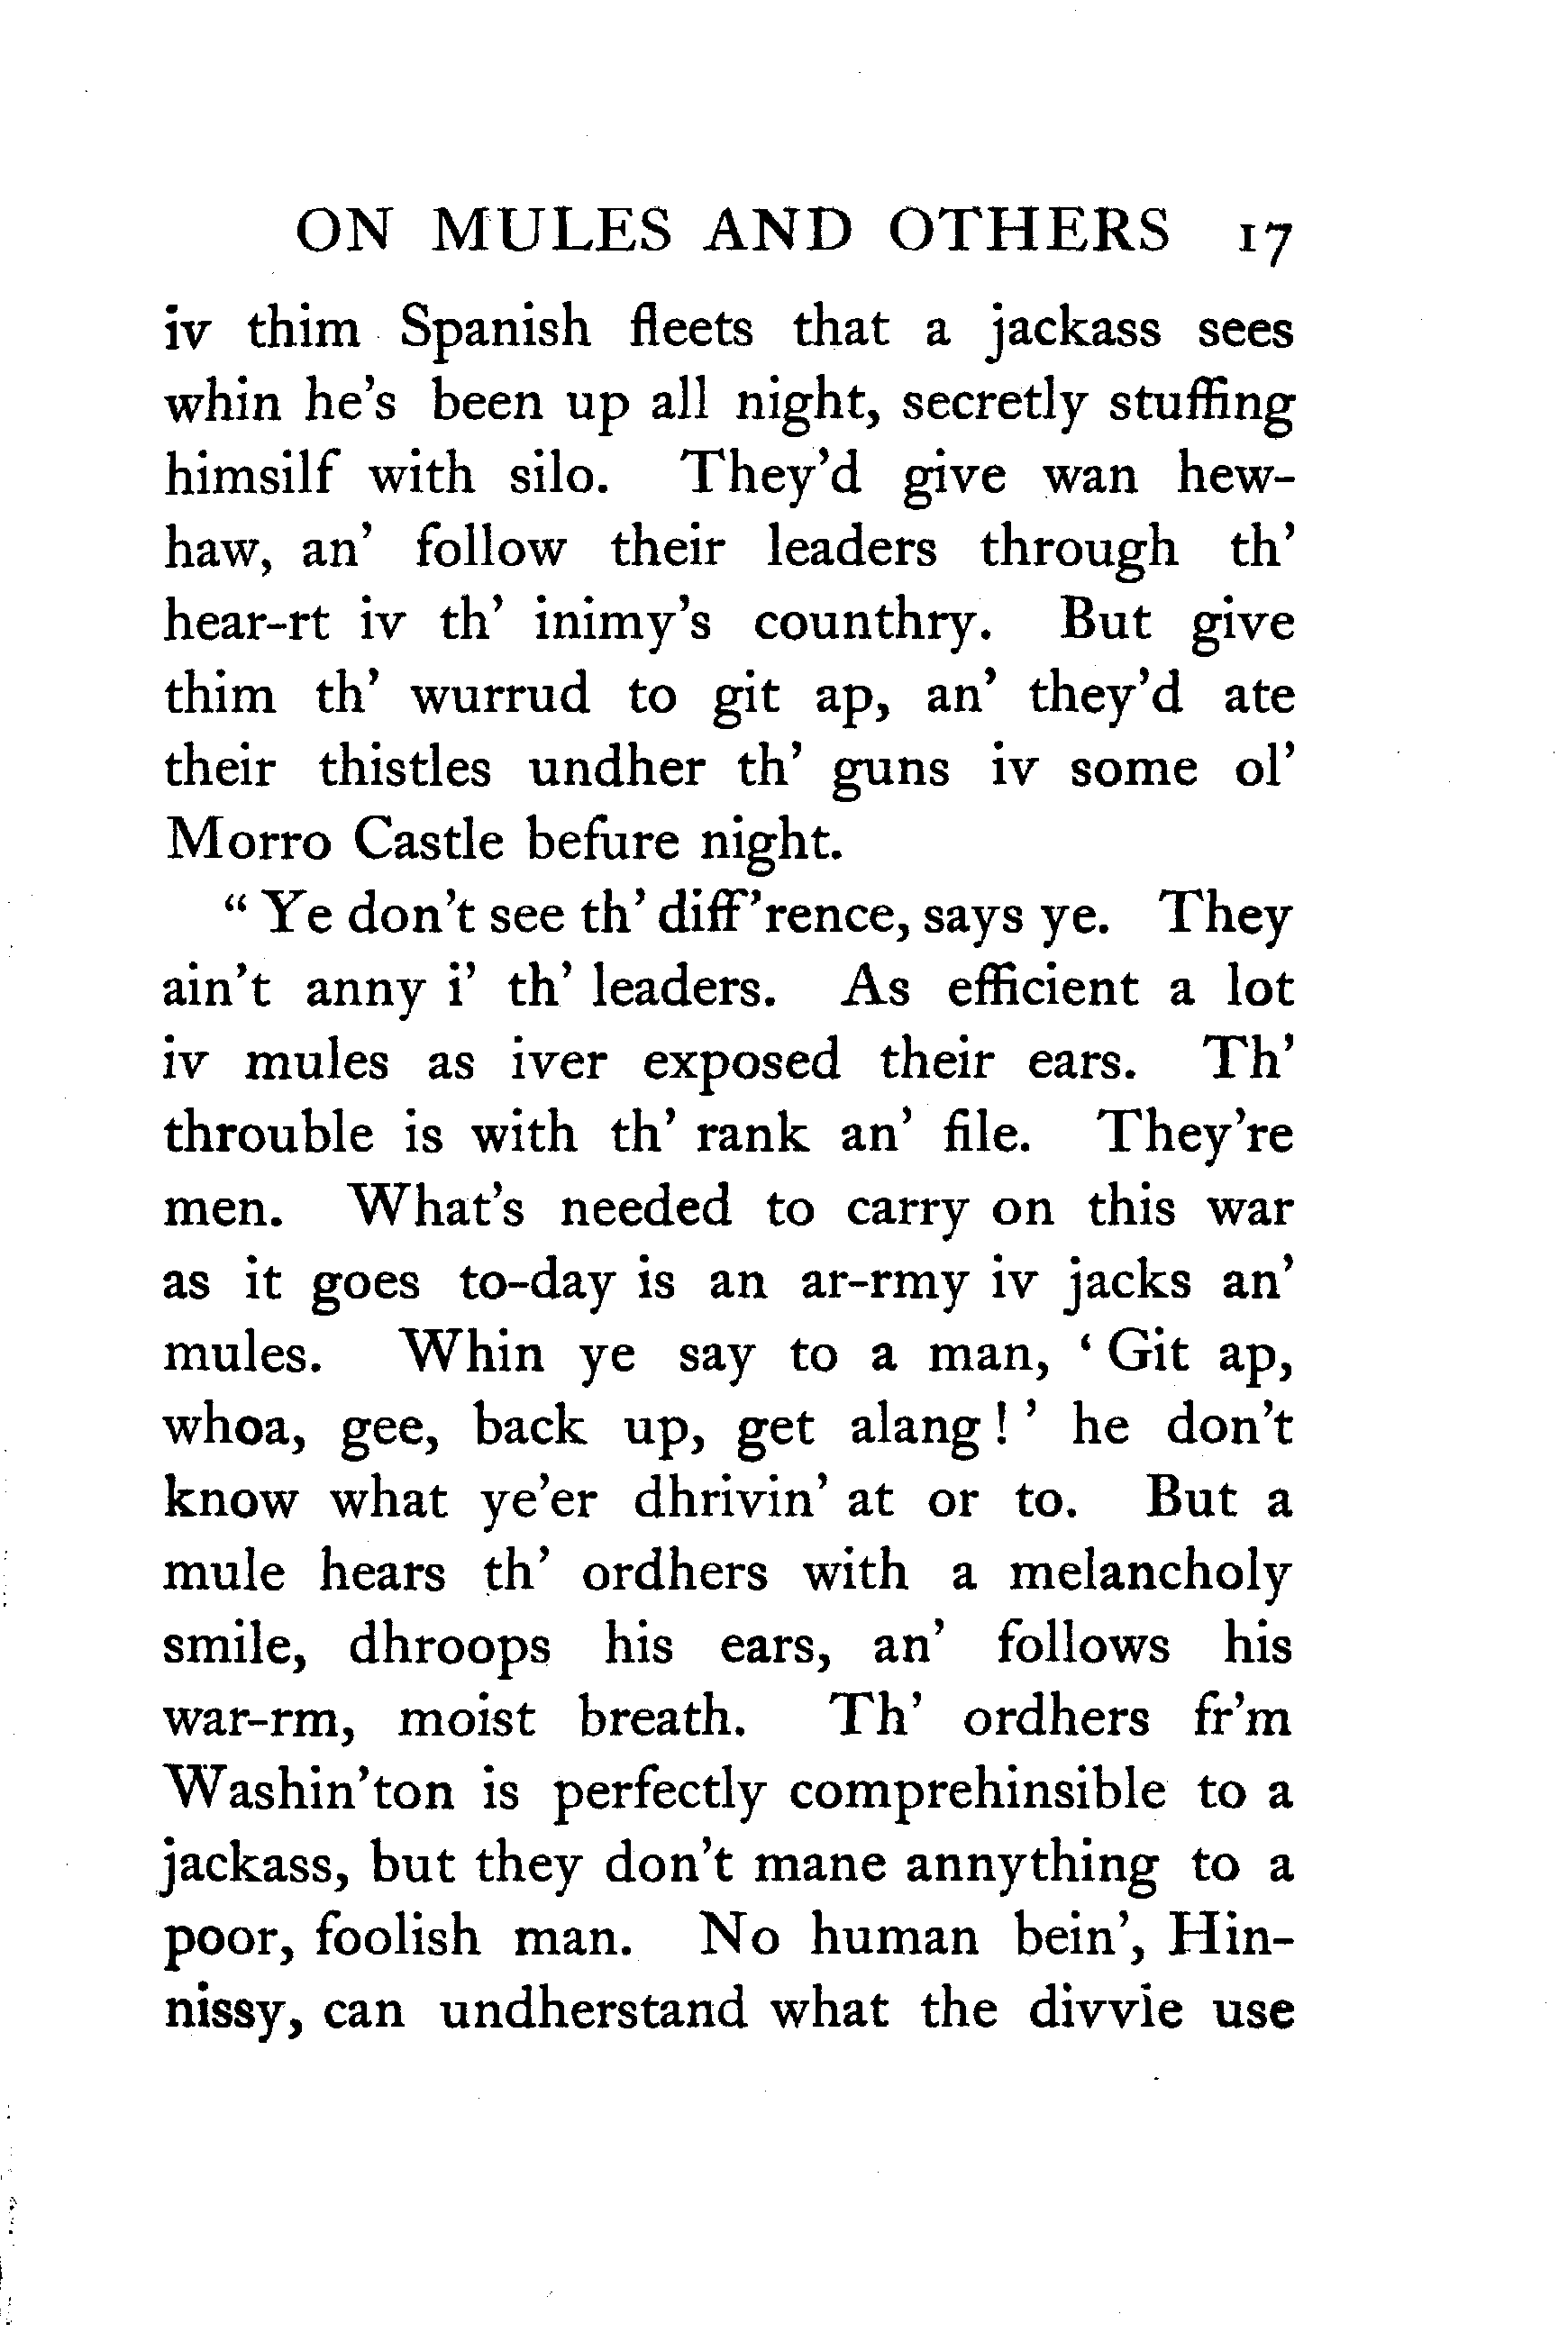 ON MULES AND OTHERS 17
iv thim Spanish fleets that a jackass sees
whin he's been up all night, secretly stuffing
himsilf with silo. They'd give wan hew-
haw, an' follow their leaders through th'
hear-rt iv th' inimy's counthry. But give
thim th' wurrud to git ap, an' they'd ate
their thistles undher th' guns iv some ol'
Morro Castle befure night.
“ Ye don't see th' diff'rence, says ye. They
ain't anny i' th' leaders. As efficient a lot
iv mules as iver exposed their ears. Th'
throuble is with th' rank an' file. They're
men. What's needed to carry on this war
as it goes to-day is an ar-rmy iv jacks an'
mules. Whin ye say to a man, ‘ Git ap,
whoa, gee, back up, get alang ! ’ he don't
know what ye'er dhrivin' at or to. But a
mule hears th' ordhers with a melancholy
smile, dhroops his ears, an' follows his
war-rm, moist breath. Th' ordhers fr'm
Washin'ton is perfectly comprehinsible to a
jackass, but they don't mane annything to a
poor, foolish man. No human bein', Hin-
nissy, can undherstand what the divvle use